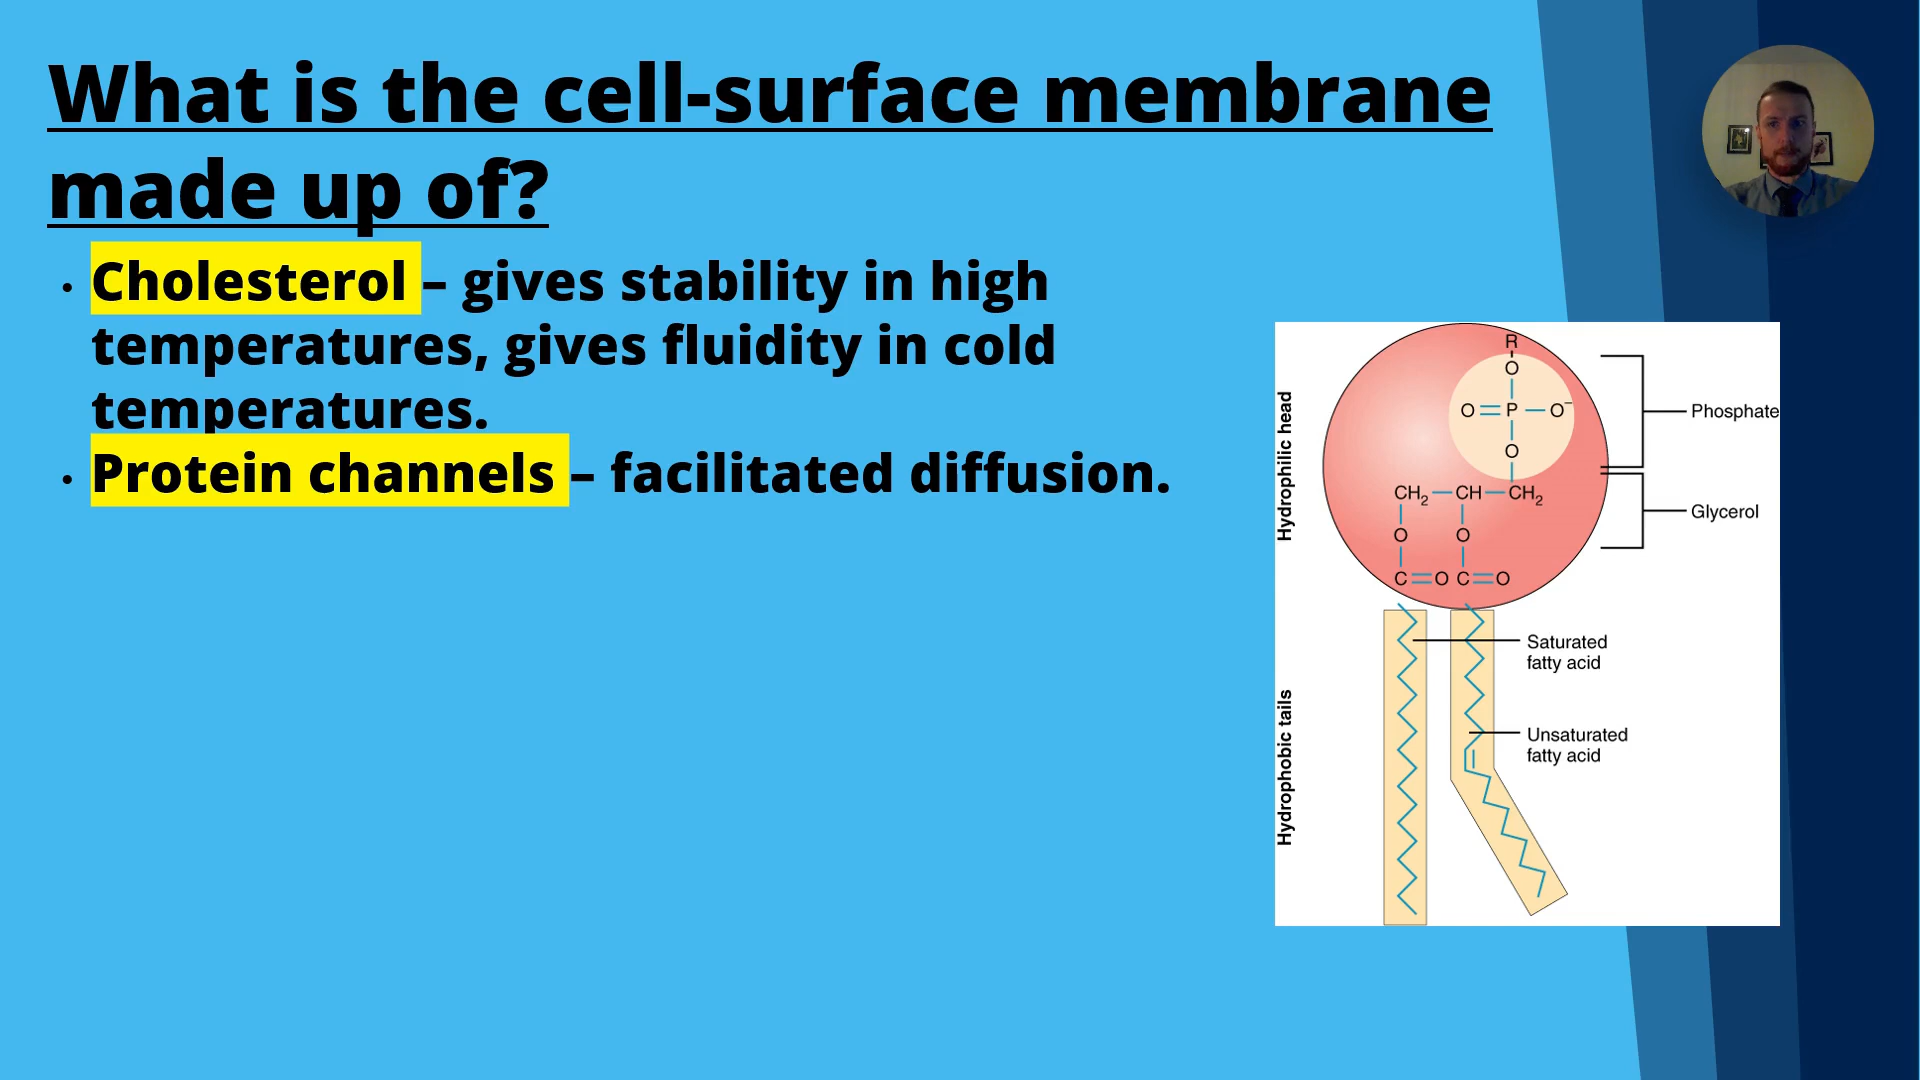 What is the cell-surface membrane
made up of?
• Cholesterol – gives stability in high
temperatures, gives fluidity in cold
temperatures.
• Protein channels – facilitated diffusion.
Hydrophilic head
R
O
O P O⁻
O
Phosphate
CH₂ CH CH₂
Glycerol
O O
C O C O
Saturated
fatty acid
Hydrophobic tails
Unsaturated
fatty acid